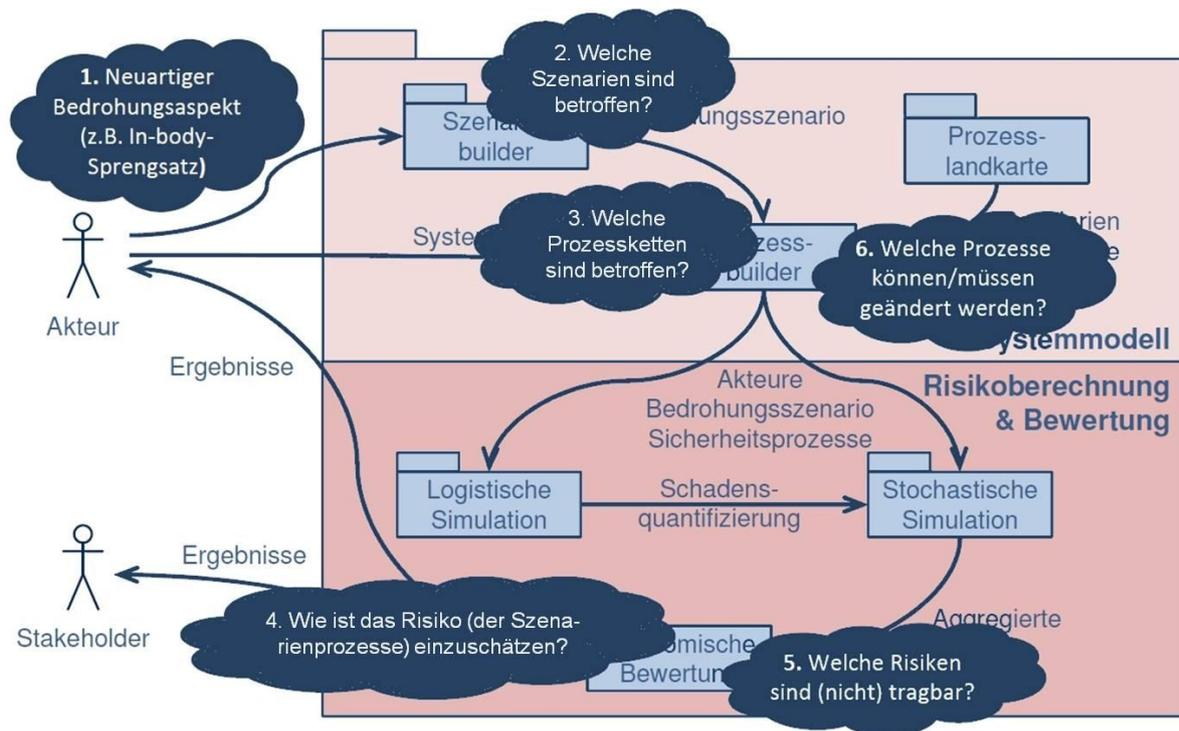 1. Neuartiger
Bedrohungsaspekt
(z.B. In-body-
Sprengsatz)
2. Welche
Szenarien sind
betroffen?
builder
Prozess-
landkarte
3. Welche
Prozessketten
sind betroffen?
builder
6. Welche Prozesse
können/müssen
geändert werden?
Akteur
Ergebnisse
Risikoberechnung
& Bewertung
Akteure
Bedrohungsszenario
Sicherheitsprozesse
Logistische
Simulation
Schadens-
quantifizierung
Stochastische
Simulation
Ergebnisse
Stakeholder
4. Wie ist das Risiko (der Szena-
rienprozesse) einzuschätzen?
Aggregierte
5. Welche Risiken
sind (nicht) tragbar?